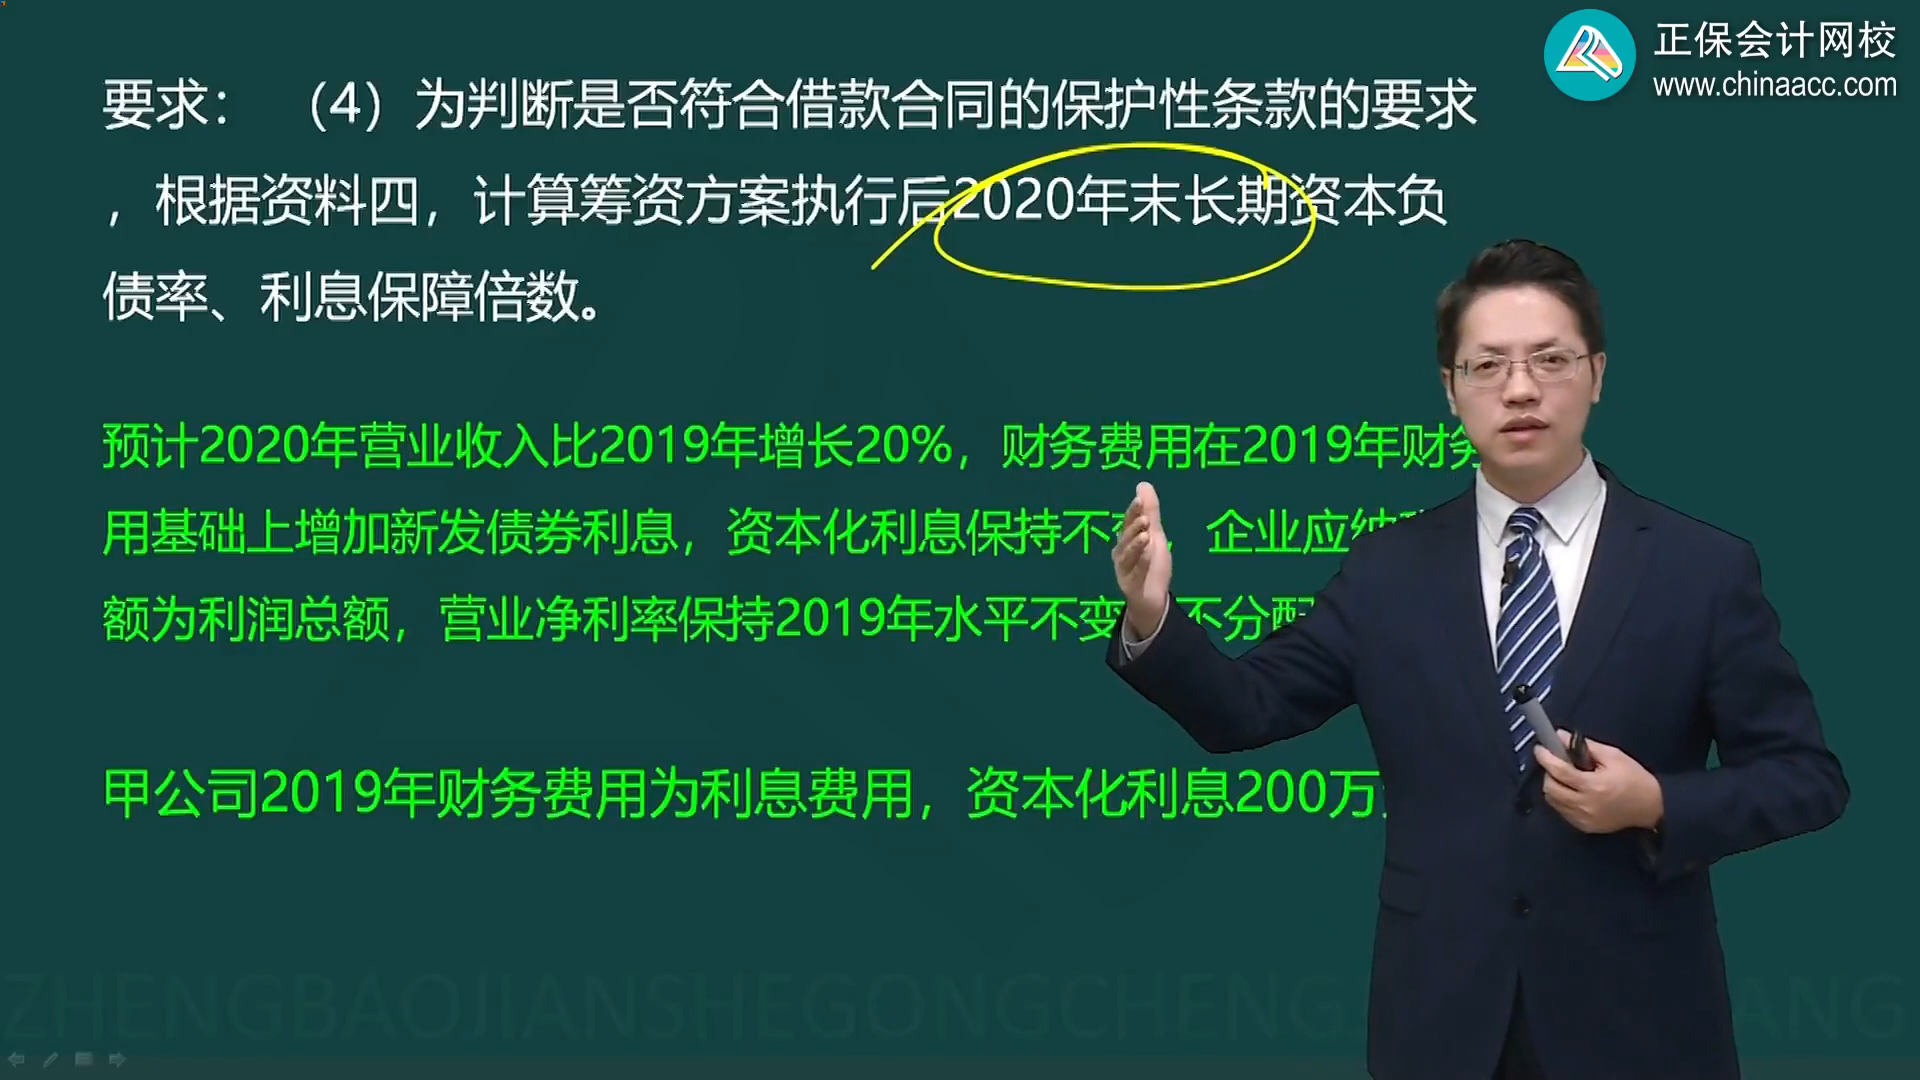 正保会计网校
www.chinaacc.com
要求：（4）为判断是否符合借款合同的保护性条款的要求
，根据资料四，计算筹资方案执行后2020年末长期资本负
债率、利息保障倍数。
预计2020年营业收入比2019年增长20%，财务费用在2019年财务
用基础上增加新发债券利息，资本化利息保持不变，企业应纳
额为利润总额，营业净利率保持2019年水平不变 不分配
甲公司2019年财务费用为利息费用，资本化利息200万
ZHENGBAOJIANSHEGONGCHENG
ANG